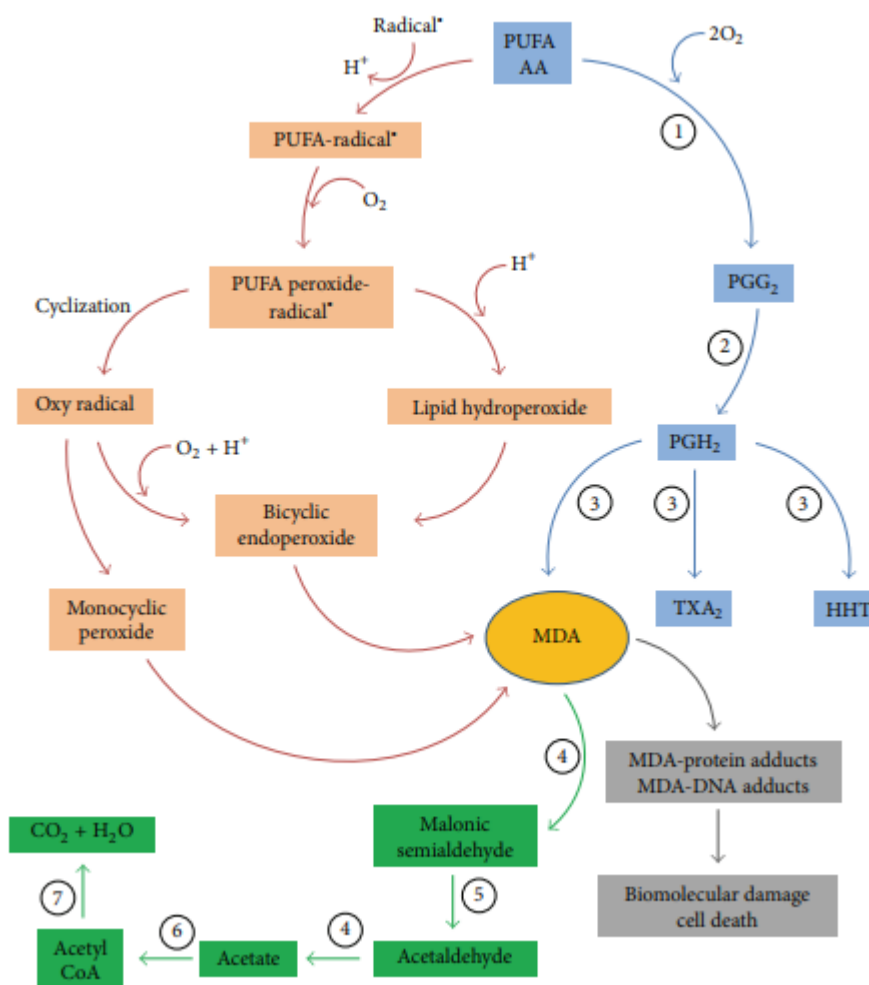 Radical•
PUFA
AA
2O₂
H⁺
1
PUFA-radical•
O₂
H⁺
PUFA peroxide-
radical•
PGG₂
Cyclization
2
Oxy radical
Lipid hydroperoxide
PGH₂
O₂ + H⁺
3
3
3
Bicyclic
endoperoxide
Monocyclic
peroxide
MDA
TXA₂
HHT
4
MDA-protein adducts
MDA-DNA adducts
CO₂ + H₂O
Malonic
semialdehyde
7
5
Biomolecular damage
cell death
6
4
Acetyl
CoA
Acetate
Acetaldehyde